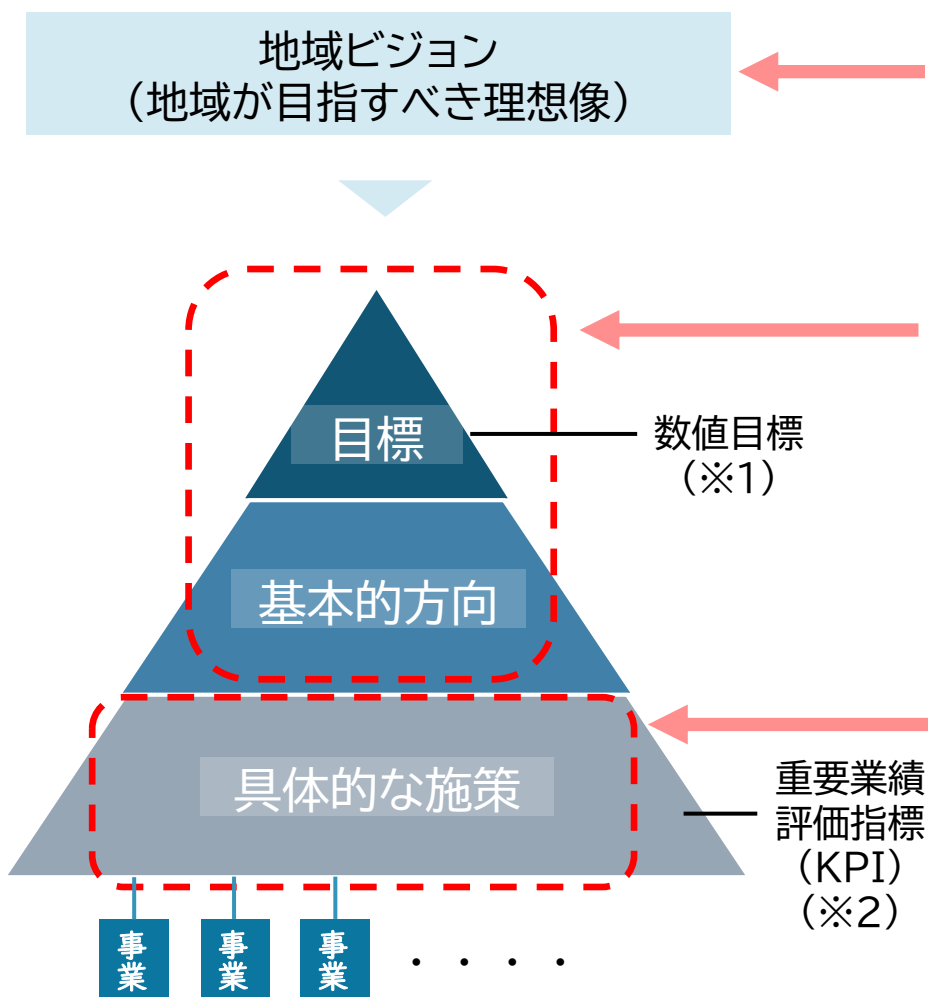 地域ビジョン
（地域が目指すべき理想像）
目標
数値目標
（※1）
基本的方向
具体的な施策
重要業績
評価指標
（KPI）
（※2）
事業
事業
事業
・・・・